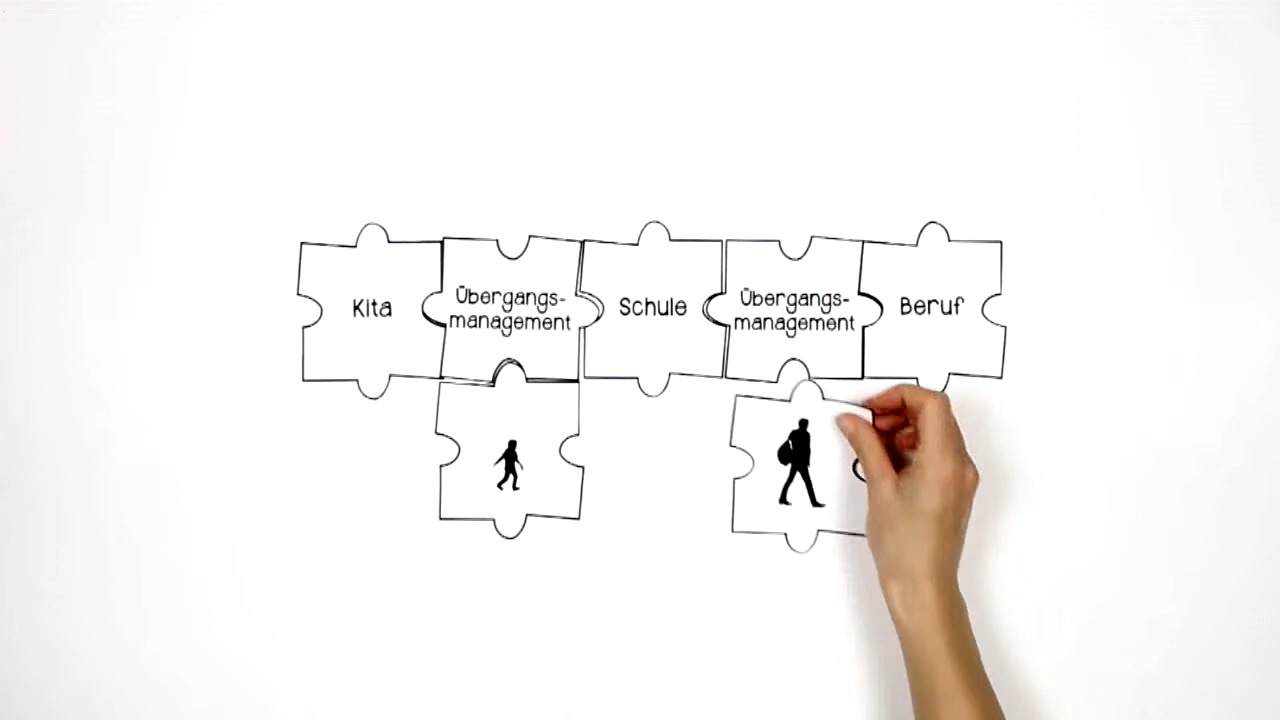 Kita
Übergangs-
management
Schule
Übergangs-
management
Beruf